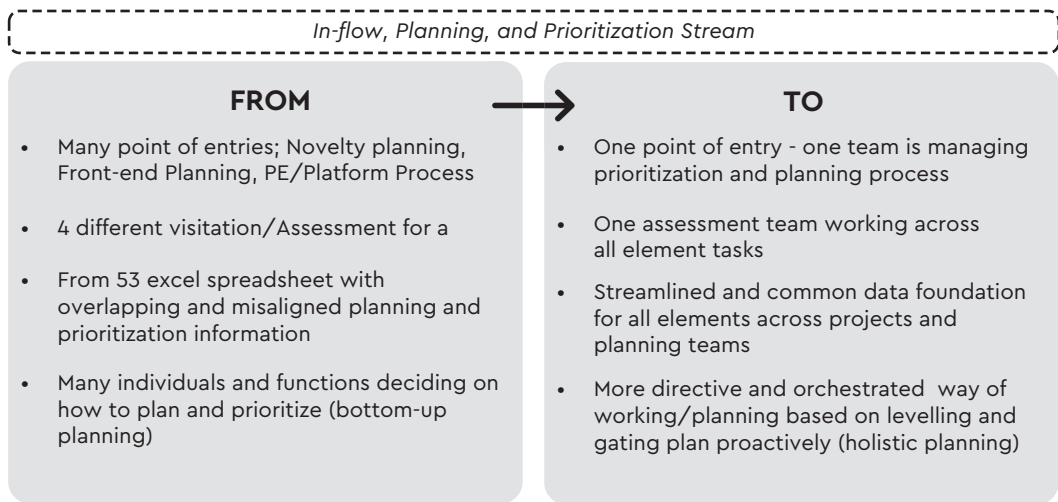 In-flow, Planning, and Prioritization Stream
FROM
• Many point of entries; Novelty planning,
Front-end Planning, PE/Platform Process
• 4 different visitation/Assessment for a
• From 53 excel spreadsheet with
overlapping and misaligned planning and
prioritization information
• Many individuals and functions deciding on
how to plan and prioritize (bottom-up
planning)
TO
• One point of entry - one team is managing
prioritization and planning process
• One assessment team working across
all element tasks
• Streamlined and common data foundation
for all elements across projects and
planning teams
• More directive and orchestrated  way of
working/planning based on levelling and
gating plan proactively (holistic planning)